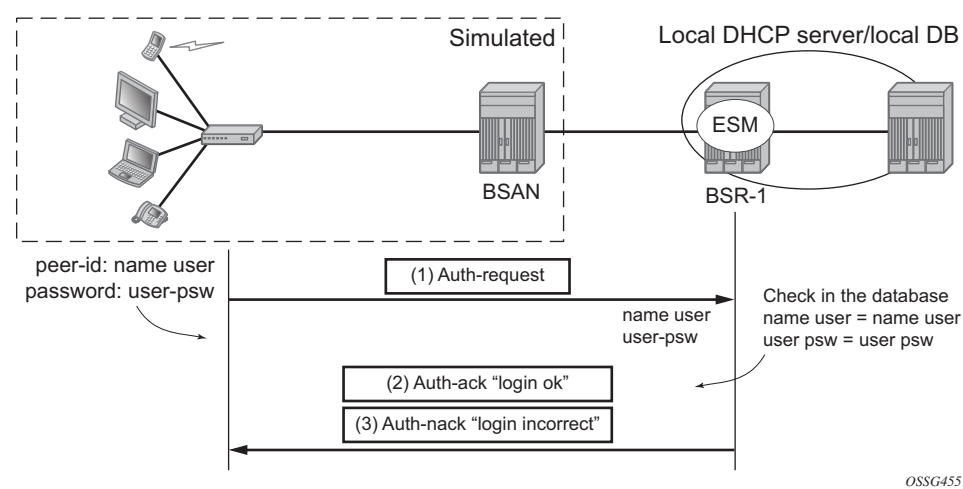 Simulated
Local DHCP server/local DB
ESM
BSAN
BSR-1
peer-id: name user
password: user-psw
(1) Auth-request
name user
user-psw
Check in the database
name user = name user
user psw = user psw
(2) Auth-ack “login ok”
(3) Auth-nack “login incorrect”
OSSG455